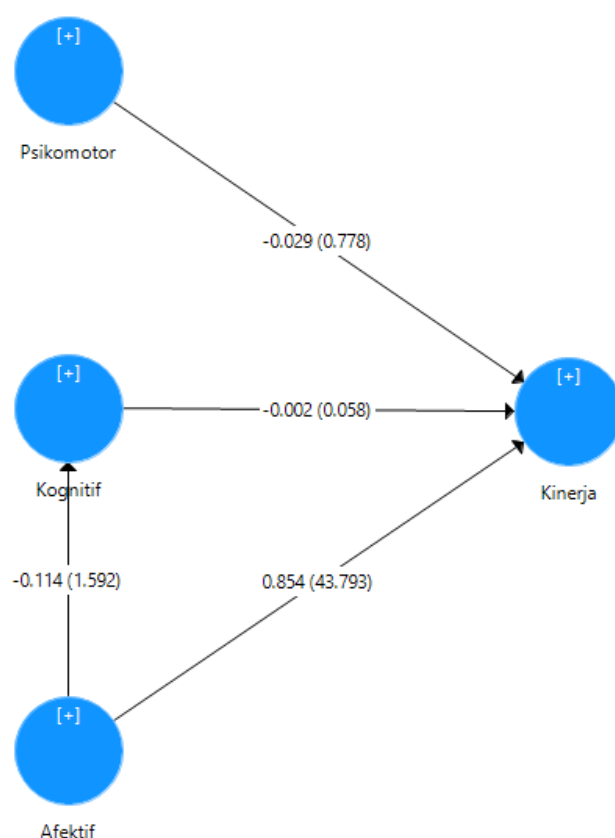 [+]
Psikomotor
-0.029 (0.778)
[+]
Kognitif
-0.002 (0.058)
[+]
Kinerja
-0.114 (1.592)
0.854 (43.793)
[+]
Afektif